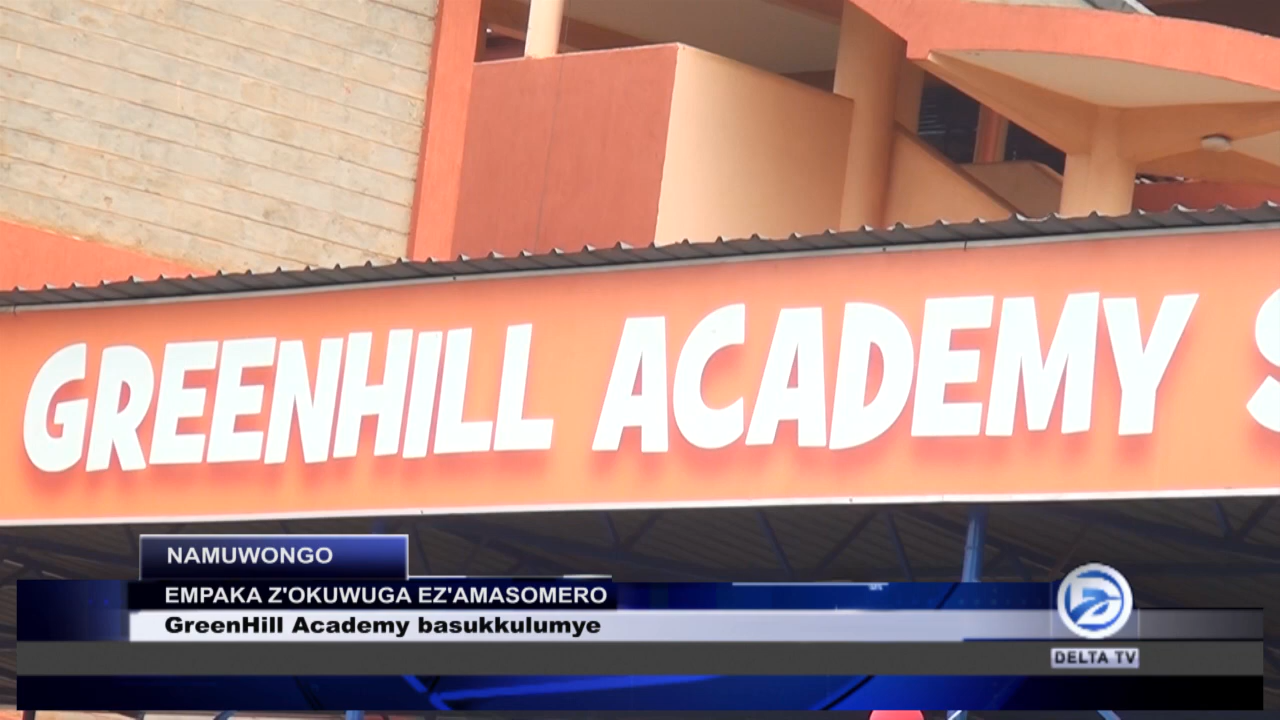 GREENHILL ACADEMY
NAMUWONGO
EMPAKA Z'OKUWUGA EZ'AMASOMERO
GreenHill Academy basukkulumye
DELTA TV